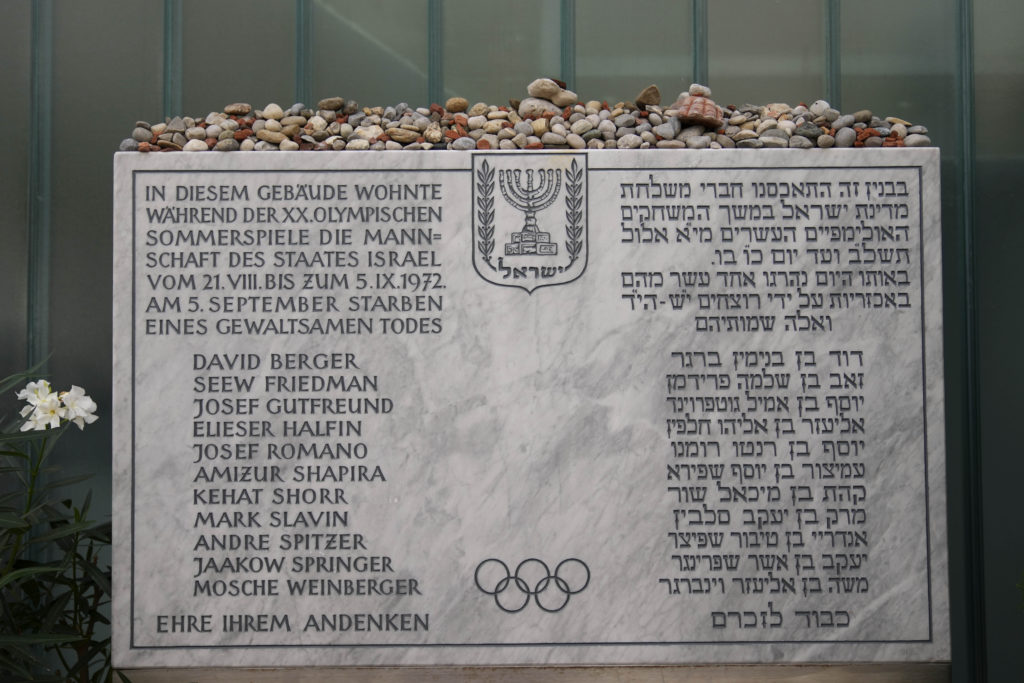 IN DIESEM GEBÄUDE WOHNTE
WÄHREND DER XX.OLYMPISCHEN
SOMMERSPIELE DIE MANN=
SCHAFT DES STAATES ISRAEL
VOM 21.VIII.BIS ZUM 5.IX.1972.
AM 5.SEPTEMBER STARBEN
EINES GEWALTSAMEN TODES
DAVID BERGER
SEEW FRIEDMAN
JOSEF GUTFREUND
ELIESER HALFIN
JOSEF ROMANO
AMIZUR SHAPIRA
KEHAT SHORR
MARK SLAVIN
ANDRE SPITZER
JAAKOW SPRINGER
MOSCHE WEINBERGER
EHRE IHREM ANDENKEN
ישראל
בבנין זה התאכסנו חברי משלחת
מדינת ישראל במשך המשחקים
האולימפיים העשרים מי"א אלול
תשל"ב ועד יום כ"ו בו.
באותו היום נהרגו אחד עשר מהם
באכזריות על ידי רוצחים יש"ו-הי"ד
ואלה שמותיהם
דוד בן בנימין ברגר
זאב בן שלמה פרידמן
יוסף בן אמיל גוטפרוינד
אליעזר בן אליהו חלפין
יוסף בן רנטו רומנו
עמיצור בן יוסף שפירא
קהת בן מיכאל שור
מרק בן יעקב סלבין
אנדריי בן טיבור שפיצר
יעקב בן אשר שפרינגר
משה בן אליעזר וינברגר
כבוד לזכרם